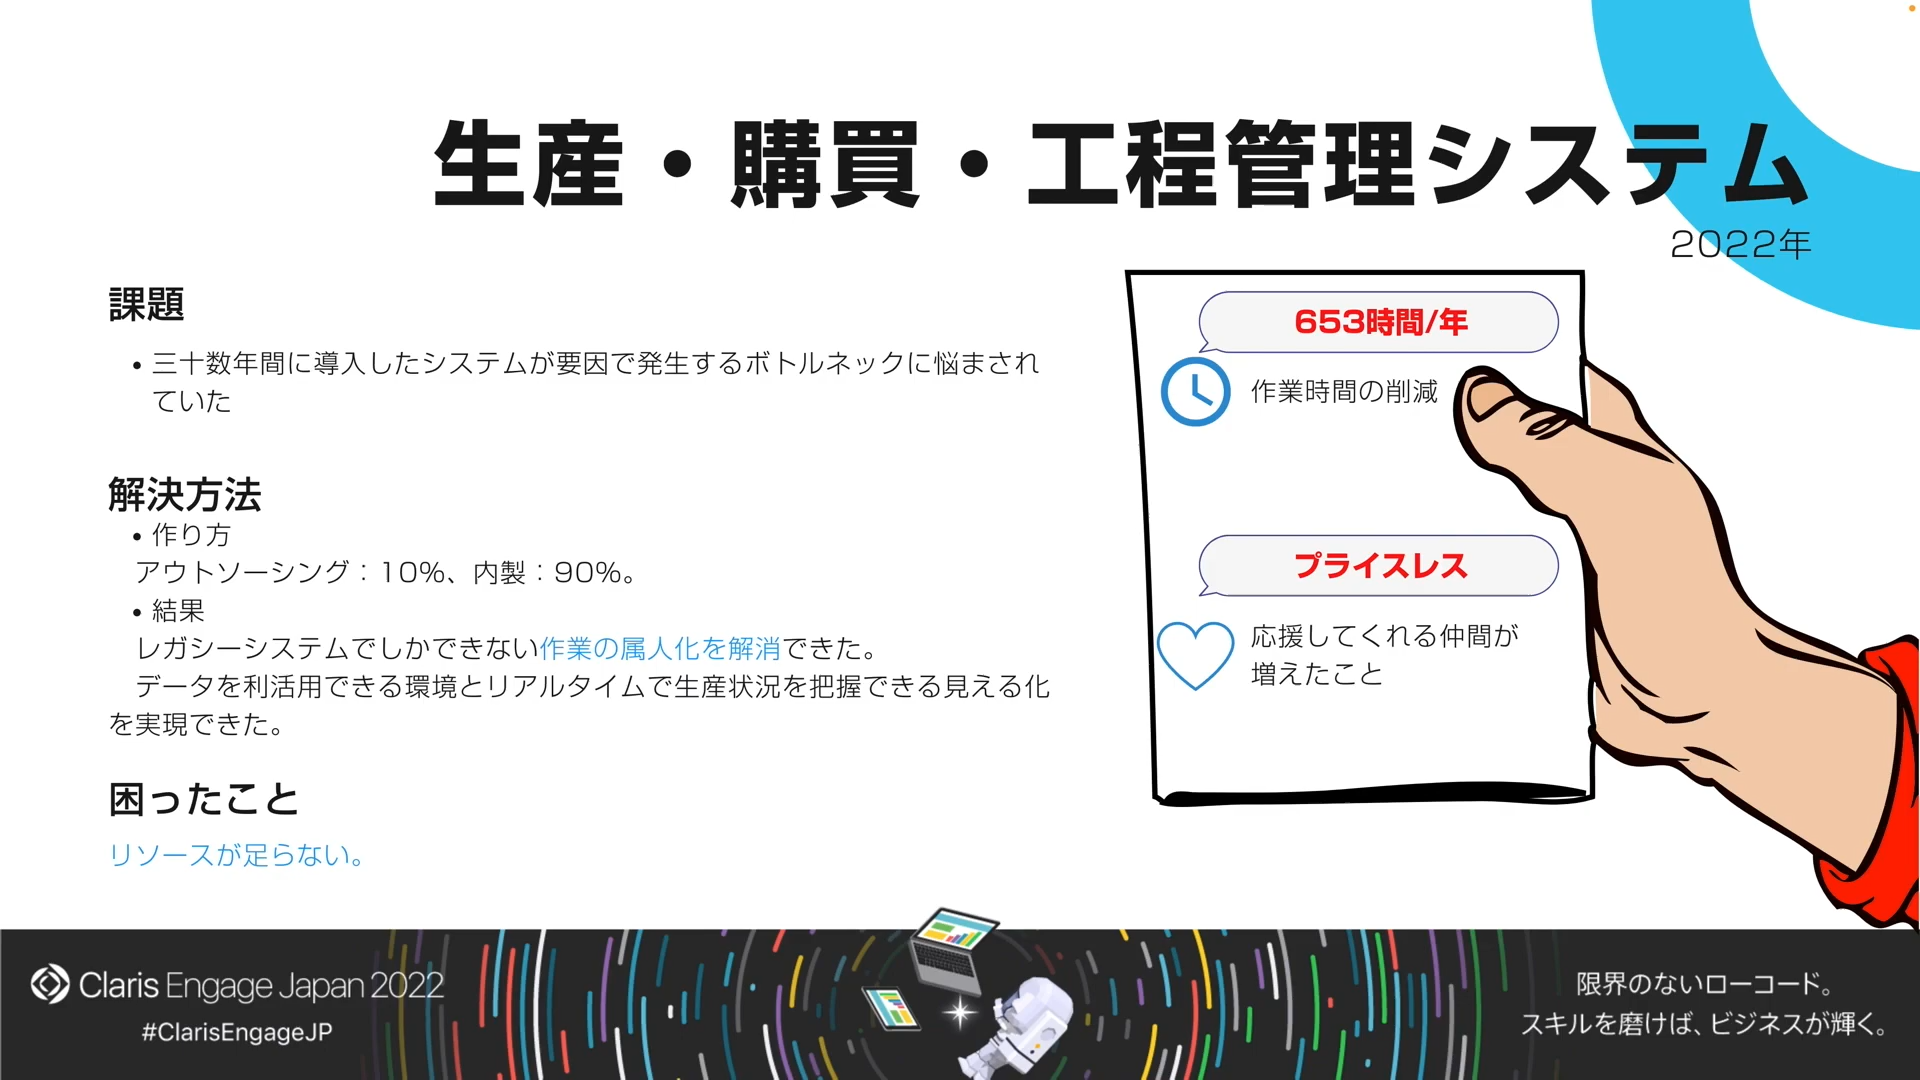 生産・購買・工程管理システム
2022年
課題
• 三十数年間に導入したシステムが要因で発生するボトルネックに悩まされ
ていた
解決方法
• 作り方
アウトソーシング：10%、内製：90%。
• 結果
レガシーシステムでしかできない作業の属人化を解消できた。
データを利活用できる環境とリアルタイムで生産状況を把握できる見える化
を実現できた。
困ったこと
リソースが足らない。
653時間/年
作業時間の削減
プライスレス
応援してくれる仲間が
増えたこと
Claris Engage Japan 2022
#ClarisEngageJP
限界のないローコード。
スキルを磨けば、ビジネスが輝く。